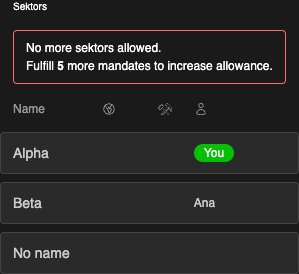 Sektors
No more sektors allowed.
Fulfill 5 more mandates to increase allowance.
Name
Alpha You
Beta Ana
No name